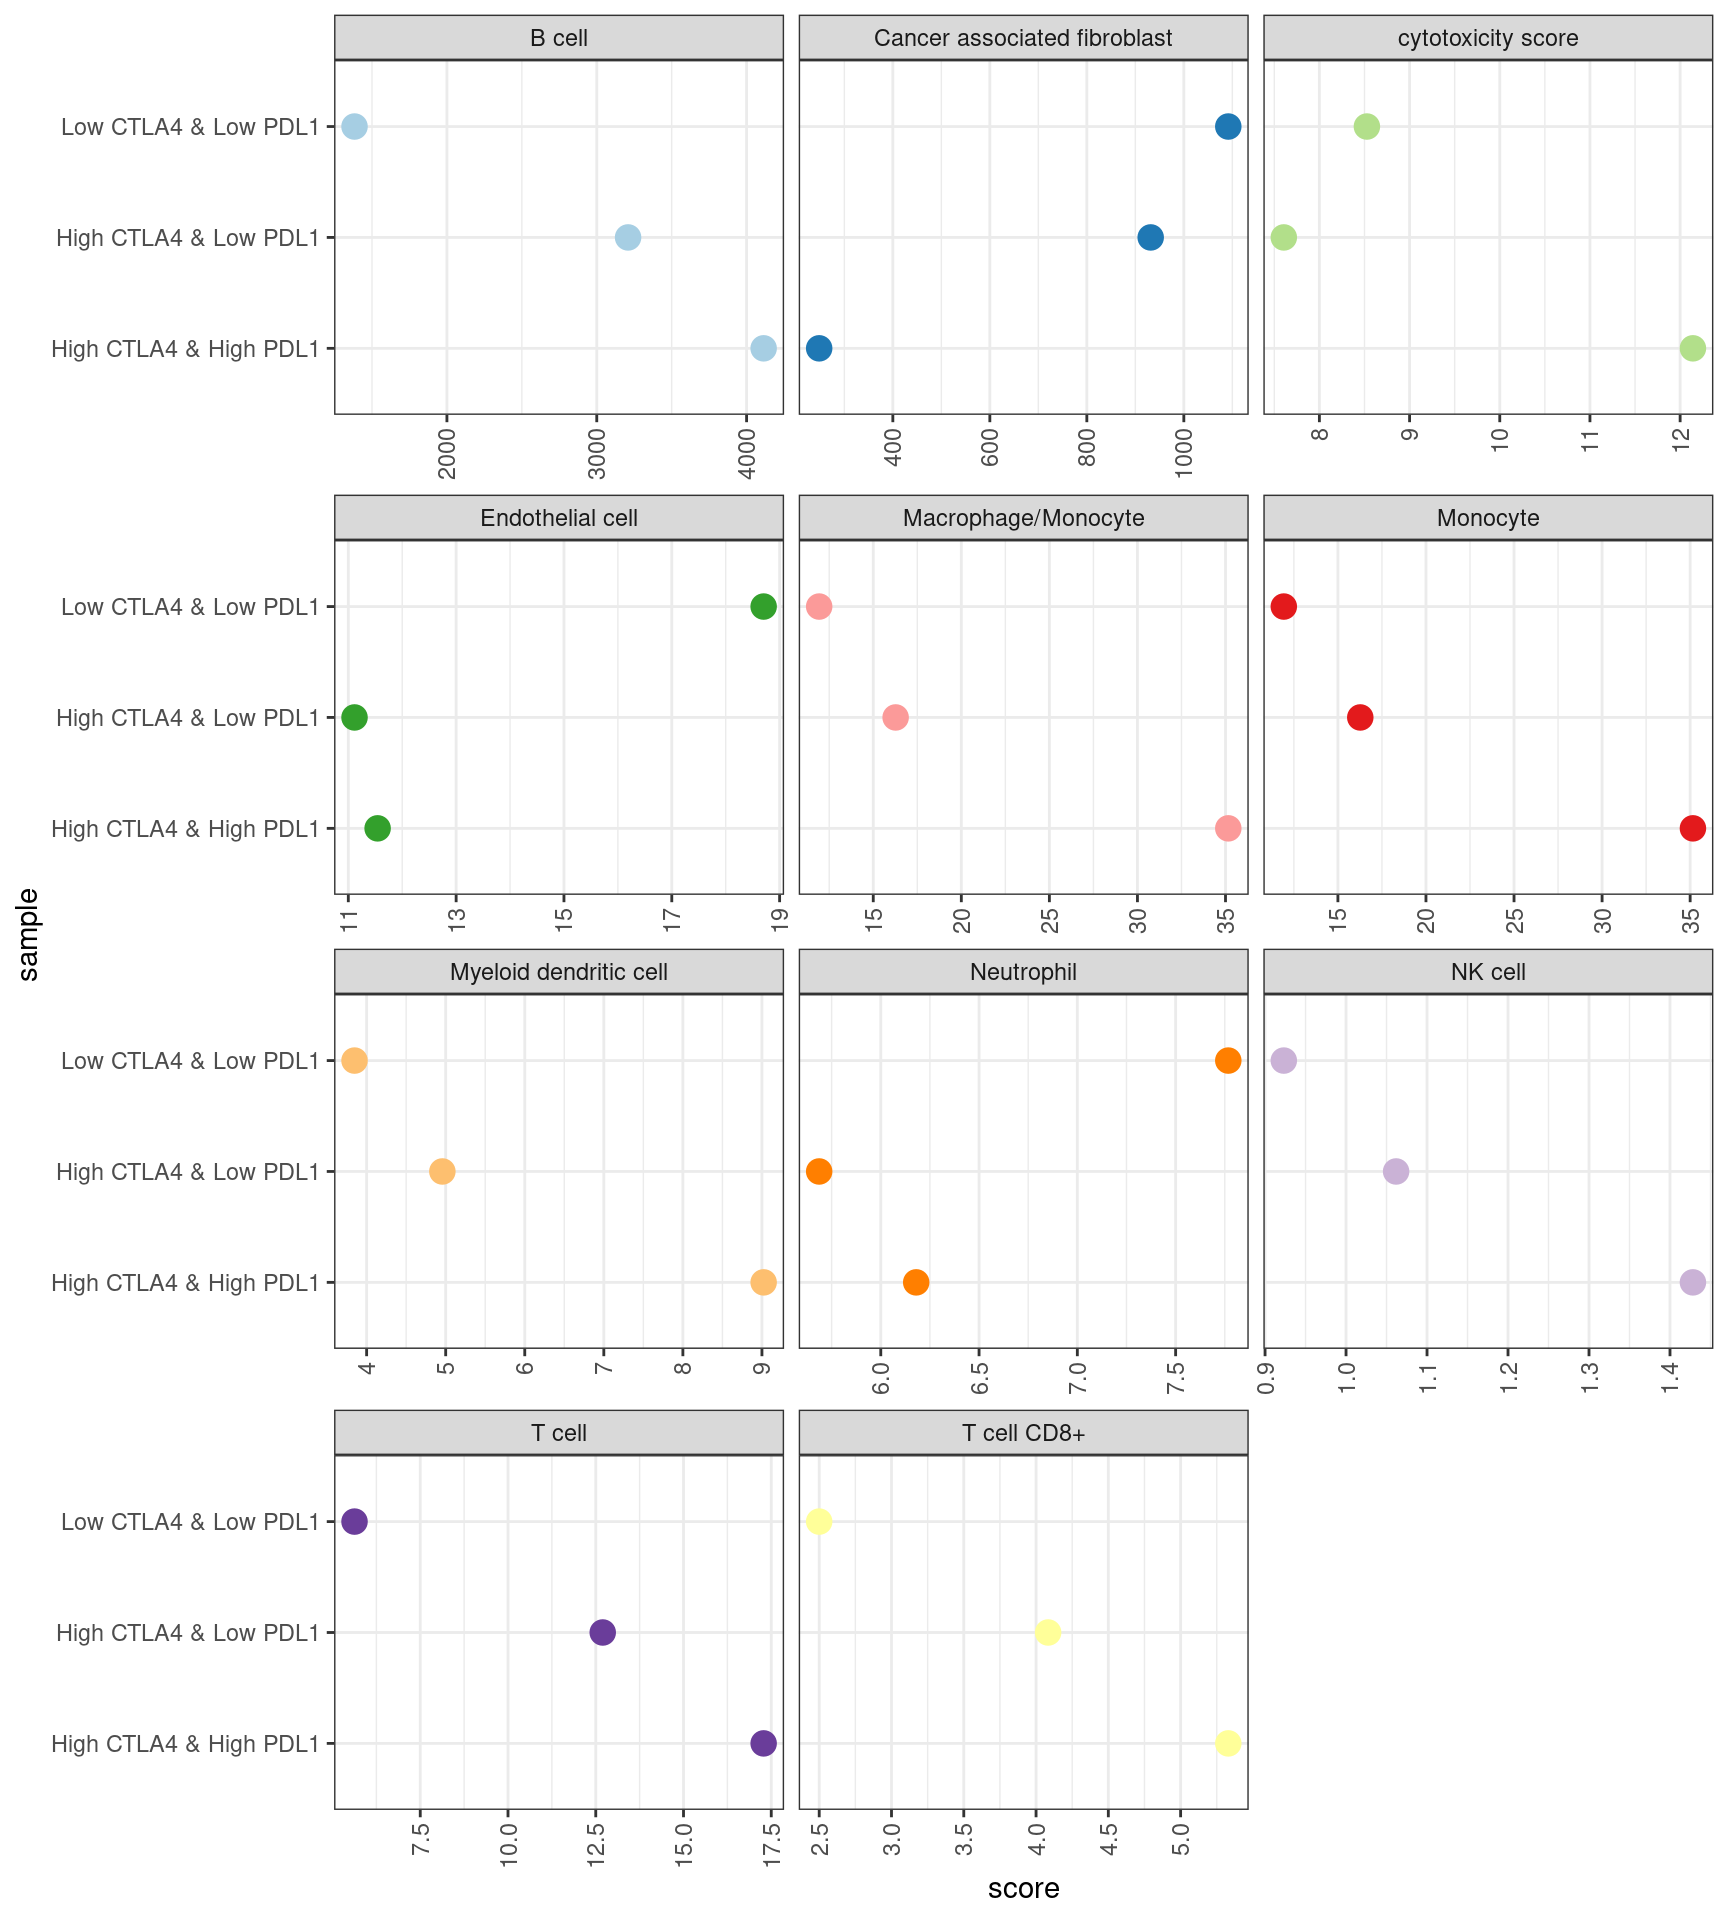 B cell
Cancer associated fibroblast
cytotoxicity score
Low CTLA4 & Low PDL1
High CTLA4 & Low PDL1
High CTLA4 & High PDL1
2000 3000 4000
400 600 800 1000
8 9 10 11 12
Endothelial cell
Macrophage/Monocyte
Monocyte
Low CTLA4 & Low PDL1
High CTLA4 & Low PDL1
High CTLA4 & High PDL1
11 13 15 17 19
15 20 25 30 35
15 20 25 30 35
sample
Myeloid dendritic cell
Neutrophil
NK cell
Low CTLA4 & Low PDL1
High CTLA4 & Low PDL1
High CTLA4 & High PDL1
4 5 6 7 8 9
6.0 6.5 7.0 7.5
0.9 1.0 1.1 1.2 1.3 1.4
T cell
T cell CD8+
Low CTLA4 & Low PDL1
High CTLA4 & Low PDL1
High CTLA4 & High PDL1
7.5 10.0 12.5 15.0 17.5
2.5 3.0 3.5 4.0 4.5 5.0
score